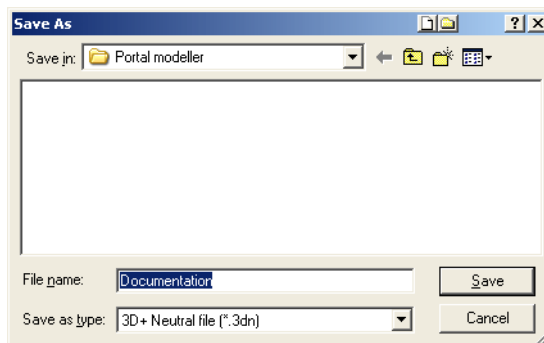 Save As
Save in: Portal modeller
File name: Documentation
Save
Save as type: 3D+ Neutral file (*.3dn)
Cancel